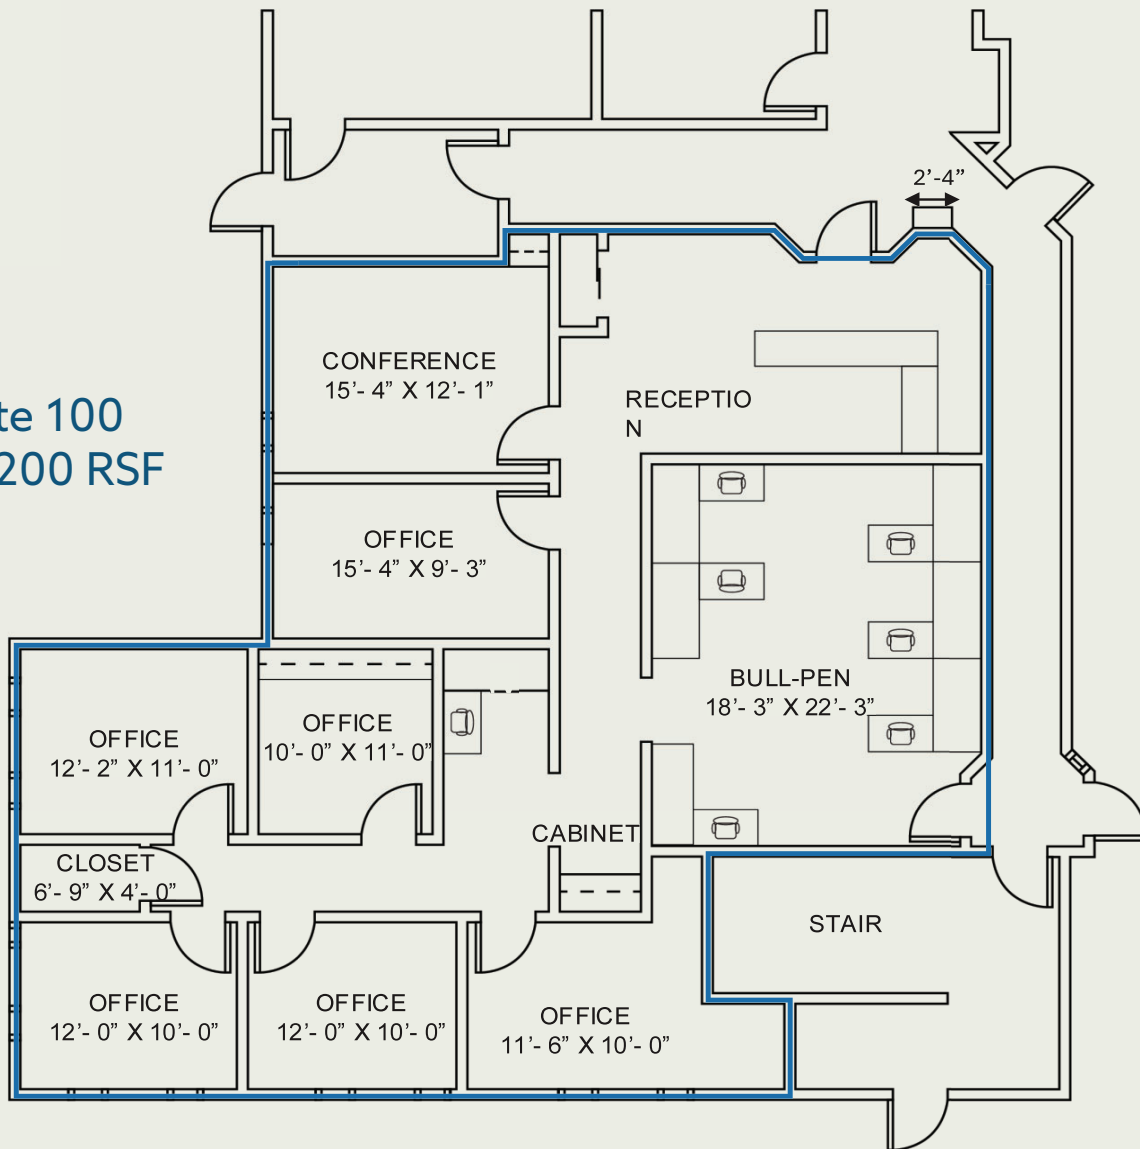 2’-4”
CONFERENCE
15’- 4” X 12’- 1”
RECEPTIO
N
te 100
200 RSF
OFFICE
15’- 4” X 9’- 3”
BULL-PEN
18’- 3” X 22’- 3”
OFFICE
10’- 0” X 11’- 0”
OFFICE
12’- 2” X 11’- 0”
CABINET
CLOSET
6’- 9” X 4’- 0”
STAIR
OFFICE
12’- 0” X 10’- 0”
OFFICE
12’- 0” X 10’- 0”
OFFICE
11’- 6” X 10’- 0”